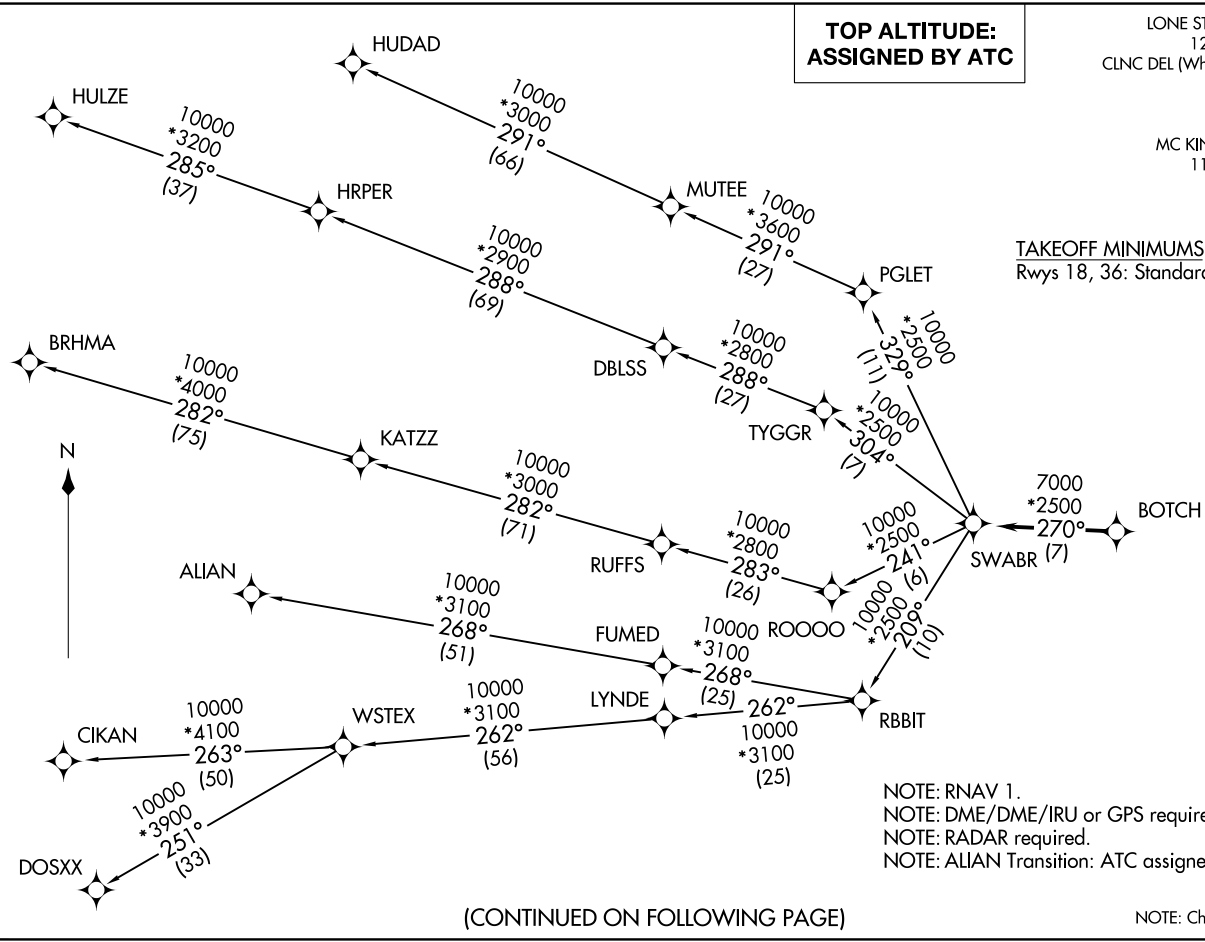 TOP ALTITUDE:
ASSIGNED BY ATC
LONE ST
12
CLNC DEL (Wh
MC KIN
11
TAKEOFF MINIMUMS
Rwys 18, 36: Standard
HUDAD
10000
*3000
291°
(66)
HULZE
10000
*3200
285°
(37)
HRPER
MUTEE
10000
*3600
291°
(27)
PGLET
10000
*2900
288°
(69)
10000
*2500
329°
(11)
BRHMA
10000
*4000
282°
(75)
DBLSS
10000
*2800
288°
(27)
TYGGR
10000
*2500
304°
(7)
N
KATZZ
10000
*3000
282°
(71)
RUFFS
10000
*2800
283°
(26)
ROOOO
10000
*2500
241°
(6)
SWABR
7000
*2500
270°
(7)
BOTCH
10000
*2500
209°
(10)
ALIAN
10000
*3100
268°
(51)
FUMED
10000
*3100
268°
(25)
RBBIT
LYNDE
262°
10000
*3100
(25)
WSTEX
10000
*3100
262°
(56)
CIKAN
10000
*4100
263°
(50)
10000
*3900
251°
(33)
DOSXX
NOTE: RNAV 1.
NOTE: DME/DME/IRU or GPS require
NOTE: RADAR required.
NOTE: ALIAN Transition: ATC assigne
(CONTINUED ON FOLLOWING PAGE)
NOTE: Ch